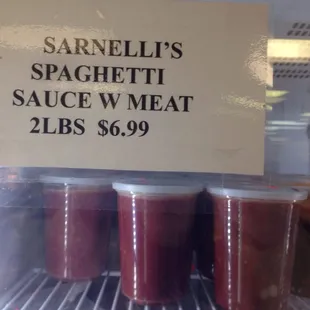 SARNELLI'S
SPAGHETTI
SAUCE W MEAT
2LBS $6.99